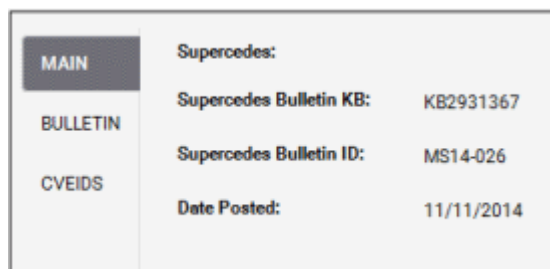 MAIN
BULLETIN
CVEIDS
Supercedes:
Supercedes Bulletin KB: KB2931367
Supercedes Bulletin ID: MS14-026
Date Posted: 11/11/2014